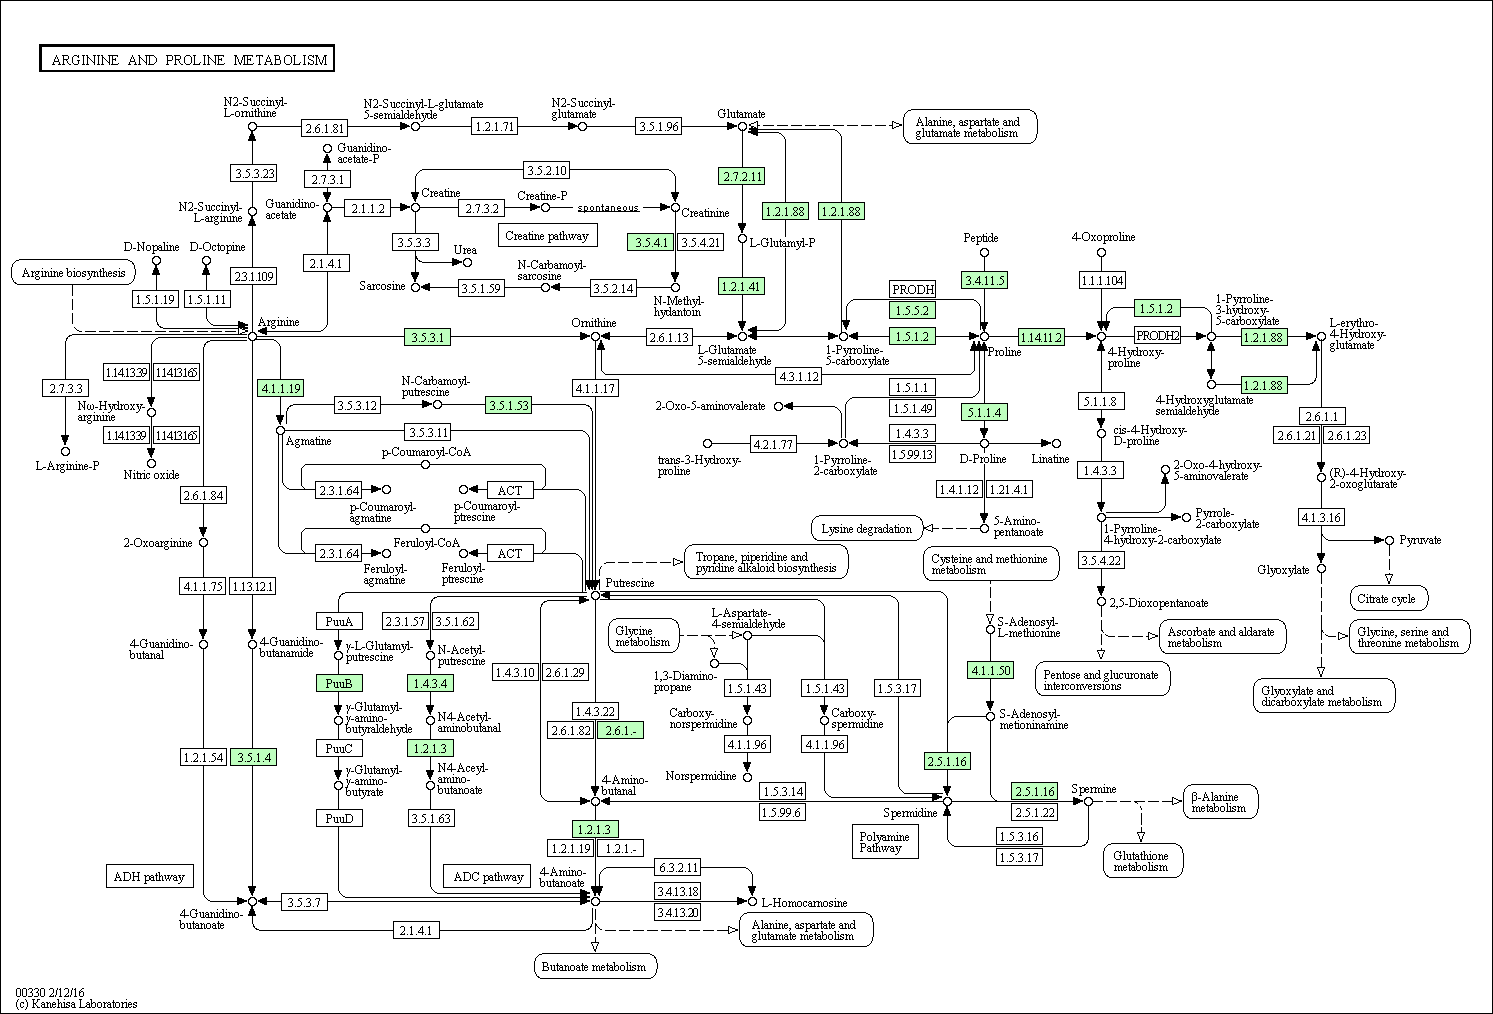 ARGININE AND PROLINE METABOLISM
N2-Succinyl-
L-ornithine
2.6.1.81
N2-Succinyl-L-glutamate
5-semialdehyde
1.2.1.71
N2-Succinyl-
glutamate
3.5.1.96
Glutamate
Alanine, aspartate and
glutamate metabolism
Guanidino-
acetate-P
3.5.3.23
2.7.3.1
3.5.2.10
2.7.2.11
N2-Succinyl-
L-arginine
Guanidino-
acetate
2.1.1.2
Creatine
2.7.3.2
Creatine-P
spontaneous
Creatinine
1.2.1.88
1.2.1.88
D-Nopaline
D-Octopine
3.5.3.3
Urea
Creatine pathway
3.5.4.1
3.5.4.21
L-Glutamyl-P
Peptide
4-Oxoproline
Arginine biosynthesis
2.3.1.109
2.1.4.1
N-Carbamoyl-
sarcosine
1.5.1.19
1.5.1.11
Sarcosine
3.5.1.59
3.5.2.14
N-Methyl-
hydantoin
1.2.1.41
PRODH
1.5.5.2
3.4.11.5
1.1.1.104
1.5.1.2
1-Pyrroline-
3-hydroxy-
5-carboxylate
Arginine
3.5.3.1
Ornithine
2.6.1.13
L-Glutamate
5-semialdehyde
1-Pyrroline-
5-carboxylate
1.5.1.2
Proline
1.14.11.2
4-Hydroxy-
proline
PRODH2
1.2.1.88
L-erythro-
4-Hydroxy-
glutamate
2.7.3.3
1.14.13.39
1.14.13.165
4.1.1.19
N-Carbamoyl-
putrescine
4.1.1.17
4.3.1.12
1.5.1.1
1.2.1.88
4-Hydroxyglutamate
semialdehyde
Nω-Hydroxy-
arginine
3.5.3.12
3.5.1.53
2-Oxo-5-aminovalerate
1.5.1.49
5.1.1.4
5.1.1.8
2.6.1.1
1.14.13.39
1.14.13.165
Agmatine
3.5.3.11
4.2.1.77
1.4.3.3
1.5.99.13
cis-4-Hydroxy-
D-proline
2.6.1.21
2.6.1.23
L-Arginine-P
Nitric oxide
p-Coumaroyl-CoA
trans-3-Hydroxy-
proline
1-Pyrroline-
2-carboxylate
D-Proline
Linatine
1.4.3.3
2-Oxo-4-hydroxy-
5-aminovalerate
(R)-4-Hydroxy-
2-oxoglutarate
2.6.1.84
2.3.1.64
ACT
1.4.1.12
1.21.4.1
p-Coumaroyl-
agmatine
p-Coumaroyl-
ptrescine
Lysine degradation
5-Amino-
pentanoate
1-Pyrroline-
4-hydroxy-2-carboxylate
Pyrrole-
2-carboxylate
4.1.3.16
2-Oxoarginine
Feruloyl-CoA
2.3.1.64
ACT
Feruloyl-
agmatine
Feruloyl-
ptrescine
Tropane, piperidine and
pyridine alkaloid biosynthesis
Cysteine and methionine
metabolism
3.5.4.22
Pyruvate
Glyoxylate
4.1.1.75
1.13.12.1
Putrescine
2,5-Dioxopentanoate
Citrate cycle
PuuA
2.3.1.57
3.5.1.62
Glycine
metabolism
L-Aspartate-
4-semialdehyde
S-Adenosyl-
L-methionine
Ascorbate and aldarate
metabolism
Glycine, serine and
threonine metabolism
4-Guanidino-
butanal
4-Guanidino-
butanamide
γ-L-Glutamyl-
putrescine
N-Acetyl-
putrescine
1.4.3.10
2.6.1.29
1,3-Diamino-
propane
4.1.1.50
Pentose and glucuronate
interconversions
PuuB
1.4.3.4
1.5.1.43
1.5.1.43
1.5.3.17
Glyoxylate and
dicarboxylate metabolism
γ-Glutamyl-
γ-amino-
butyraldehyde
N4-Acetyl-
aminobutanal
1.4.3.22
2.6.1.82
2.6.1.-
Carboxy-
norspermidine
Carboxy-
spermidine
S-Adenosyl-
metioninamine
1.2.1.54
3.5.1.4
PuuC
1.2.1.3
4.1.1.96
4.1.1.96
2.5.1.16
γ-Glutamyl-
γ-amino-
butyrate
N4-Aceyl-
amino-
butanoate
4-Amino-
butanal
Norspermidine
1.5.3.14
1.5.99.6
Spermidine
2.5.1.16
2.5.1.22
Spermine
β-Alanine
metabolism
PuuD
3.5.1.63
1.2.1.3
1.2.1.19
1.2.1.-
Polyamine
Pathway
1.5.3.16
1.5.3.17
Glutathione
metabolism
ADH pathway
ADC pathway
4-Amino-
butanoate
6.3.2.11
3.4.13.18
3.4.13.20
L-Homocarnosine
4-Guanidino-
butanoate
3.5.3.7
2.1.4.1
Alanine, aspartate and
glutamate metabolism
Butanoate metabolism
00330 2/12/16
(c) Kanehisa Laboratories